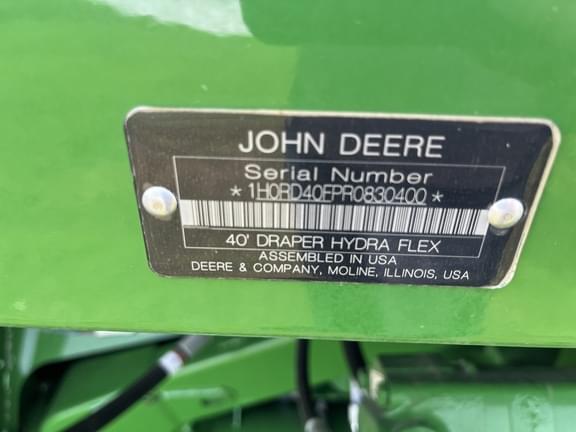 JOHN DEERE
Serial Number
*1H0RD40FPR0830400*
40' DRAPER HYDRA FLEX
ASSEMBLED IN USA
DEERE & COMPANY, MOLINE, ILLINOIS, USA